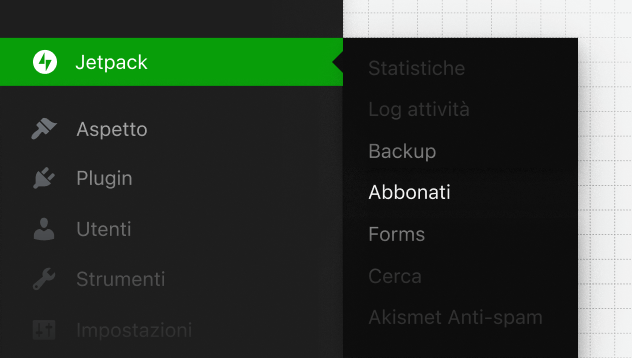 Jetpack
Aspetto
Plugin
Utenti
Strumenti
Impostazioni
Statistiche
Log attività
Backup
Abbonati
Forms
Cerca
Akismet Anti-spam